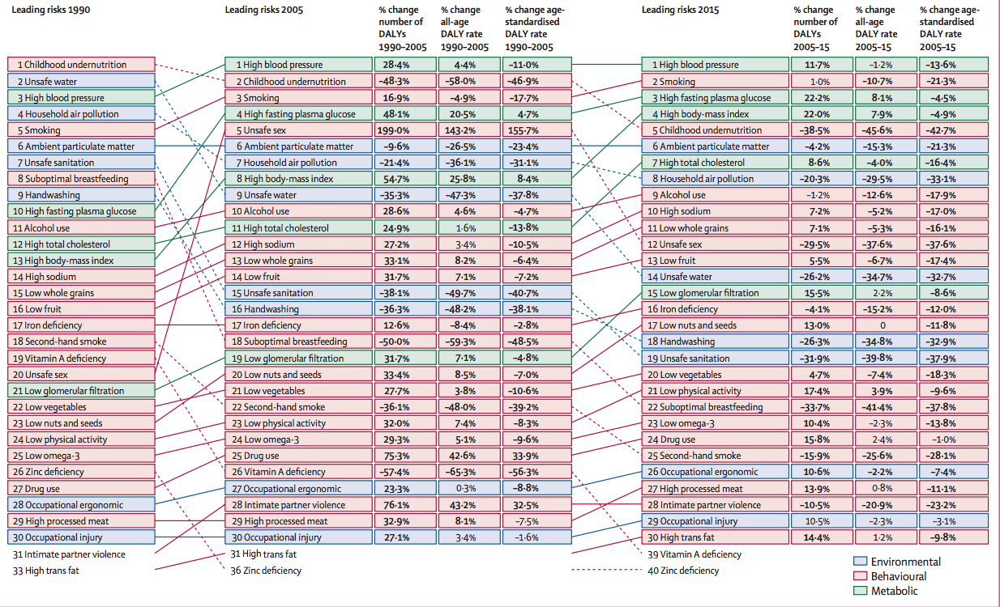 Leading risks 1990 Leading risks 2005 % change number of DALYs 1990–2005 % change all-age DALY rate 1990–2005 % change age-standardised DALY rate 1990–2005 Leading risks 2015 % change number of DALYs 2005–15 % change all-age DALY rate 2005–15 % change age-standardised DALY rate 2005–15
1 Childhood undernutrition 1 High blood pressure 28·4% 4·4% –11·0% 1 High blood pressure 11·7% –1·2% –13·6%
2 Unsafe water 2 Childhood undernutrition –48·3% –58·0% –46·9% 2 Smoking 1·0% –10·7% –21·3%
3 High blood pressure 3 Smoking 16·9% –4·9% –17·7% 3 High fasting plasma glucose 22·2% 8·1% –4·5%
4 Household air pollution 4 High fasting plasma glucose 48·1% 20·5% 4·7% 4 High body-mass index 22·0% 7·9% –4·9%
5 Smoking 5 Unsafe sex 199·0% 143·2% 155·7% 5 Childhood undernutrition –38·5% –45·6% –42·7%
6 Ambient particulate matter 6 Ambient particulate matter –9·6% –26·5% –23·4% 6 Ambient particulate matter –4·2% –15·3% –21·3%
7 Unsafe sanitation 7 Household air pollution –21·4% –36·1% –31·1% 7 High total cholesterol 8·6% –4·0% –16·4%
8 Suboptimal breastfeeding 8 High body-mass index 54·7% 25·8% 8·4% 8 Household air pollution –20·3% –29·5% –33·1%
9 Handwashing 9 Unsafe water –35·3% –47·3% –37·8% 9 Alcohol use –1·2% –12·6% –17·9%
10 High fasting plasma glucose 10 Alcohol use 28·6% 4·6% –4·7% 10 High sodium 7·2% –5·2% –17·0%
11 Alcohol use 11 High total cholesterol 24·9% 1·6% –13·8% 11 Low whole grains 7·1% –5·3% –16·1%
12 High total cholesterol 12 High sodium 27·2% 3·4% –10·5% 12 Unsafe sex –29·5% –37·6% –37·6%
13 High body-mass index 13 Low whole grains 33·1% 8·2% –6·4% 13 Low fruit 5·5% –6·7% –17·4%
14 High sodium 14 Low fruit 31·7% 7·1% –7·2% 14 Unsafe water –26·2% –34·7% –32·7%
15 Low whole grains 15 Unsafe sanitation –38·1% –49·7% –40·7% 15 Low glomerular filtration 15·5% 2·2% –8·6%
16 Low fruit 16 Handwashing –36·3% –48·2% –38·1% 16 Iron deficiency –4·1% –15·2% –12·0%
17 Iron deficiency 17 Iron deficiency 12·6% –8·4% –2·8% 17 Low nuts and seeds 13·0% 0 –11·8%
18 Second-hand smoke 18 Suboptimal breastfeeding –50·0% –59·3% –48·5% 18 Handwashing –26·3% –34·8% –32·9%
19 Vitamin A deficiency 19 Low glomerular filtration 31·7% 7·1% –4·8% 19 Unsafe sanitation –31·9% –39·8% –37·9%
20 Unsafe sex 20 Low nuts and seeds 33·4% 8·5% –7·0% 20 Low vegetables 4·7% –7·4% –18·3%
21 Low glomerular filtration 21 Low vegetables 27·7% 3·8% –10·6% 21 Low physical activity 17·4% 3·9% –9·6%
22 Low vegetables 22 Second-hand smoke –36·1% –48·0% –39·2% 22 Suboptimal breastfeeding –33·7% –41·4% –37·8%
23 Low nuts and seeds 23 Low physical activity 32·0% 7·4% –8·3% 23 Low omega-3 10·4% –2·3% –13·8%
24 Low physical activity 24 Low omega-3 29·3% 5·1% –9·6% 24 Drug use 15·8% 2·4% –1·0%
25 Low omega-3 25 Drug use 75·3% 42·6% 33·9% 25 Second-hand smoke –15·9% –25·6% –28·1%
26 Zinc deficiency 26 Vitamin A deficiency –57·4% –65·3% –56·3% 26 Occupational ergonomic 10·6% –2·2% –7·4%
27 Drug use 27 Occupational ergonomic 23·3% 0·3% –8·8% 27 High processed meat 13·9% 0·8% –11·1%
28 Occupational ergonomic 28 Intimate partner violence 76·1% 43·2% 32·5% 28 Intimate partner violence –10·5% –20·9% –23·2%
29 High processed meat 29 High processed meat 32·9% 8·1% –7·5% 29 Occupational injury 10·5% –2·3% –3·1%
30 Occupational injury 30 Occupational injury 27·1% 3·4% –1·6% 30 High trans fat 14·4% 1·2% –9·8%
31 Intimate partner violence 31 High trans fat 39 Vitamin A deficiency
33 High trans fat 36 Zinc deficiency 40 Zinc deficiency
Environmental
Behavioural
Metabolic